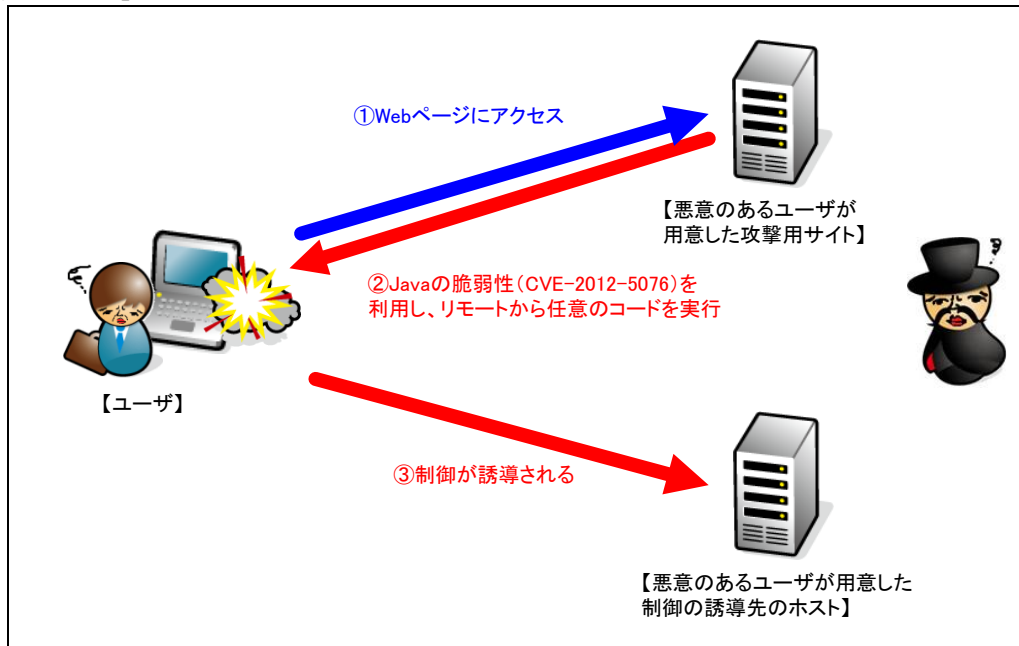 ①Webページにアクセス
【悪意のあるユーザが
用意した攻撃用サイト】
②Javaの脆弱性（CVE-2012-5076）を
利用し、リモートから任意のコードを実行
【ユーザ】
③制御が誘導される
【悪意のあるユーザが用意した
制御の誘導先のホスト】